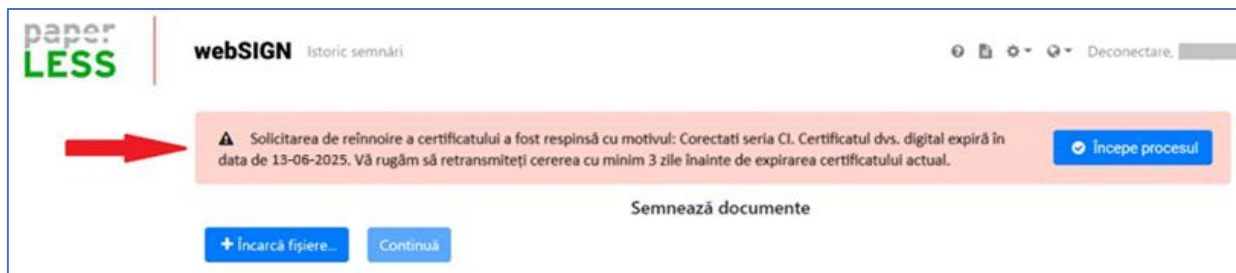 paper
LESS
webSIGN Istoric semnări
Deconectare,
Solicitarea de reînnoire a certificatului a fost respinsă cu motivul: Corectati seria CI. Certificatul dvs. digital expiră în
data de 13-06-2025. Vă rugăm să retransmiteți cererea cu minim 3 zile înainte de expirarea certificatului actual.
Începe procesul
Semnează documente
+ Încarcă fișiere... Continuă